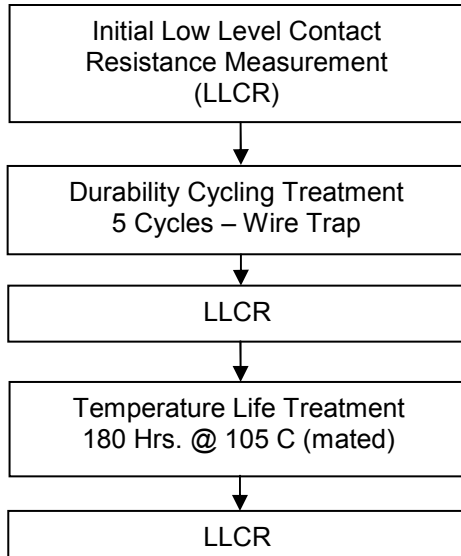 Initial Low Level Contact
Resistance Measurement
(LLCR)
Durability Cycling Treatment
5 Cycles – Wire Trap
LLCR
Temperature Life Treatment
180 Hrs. @ 105 C (mated)
LLCR